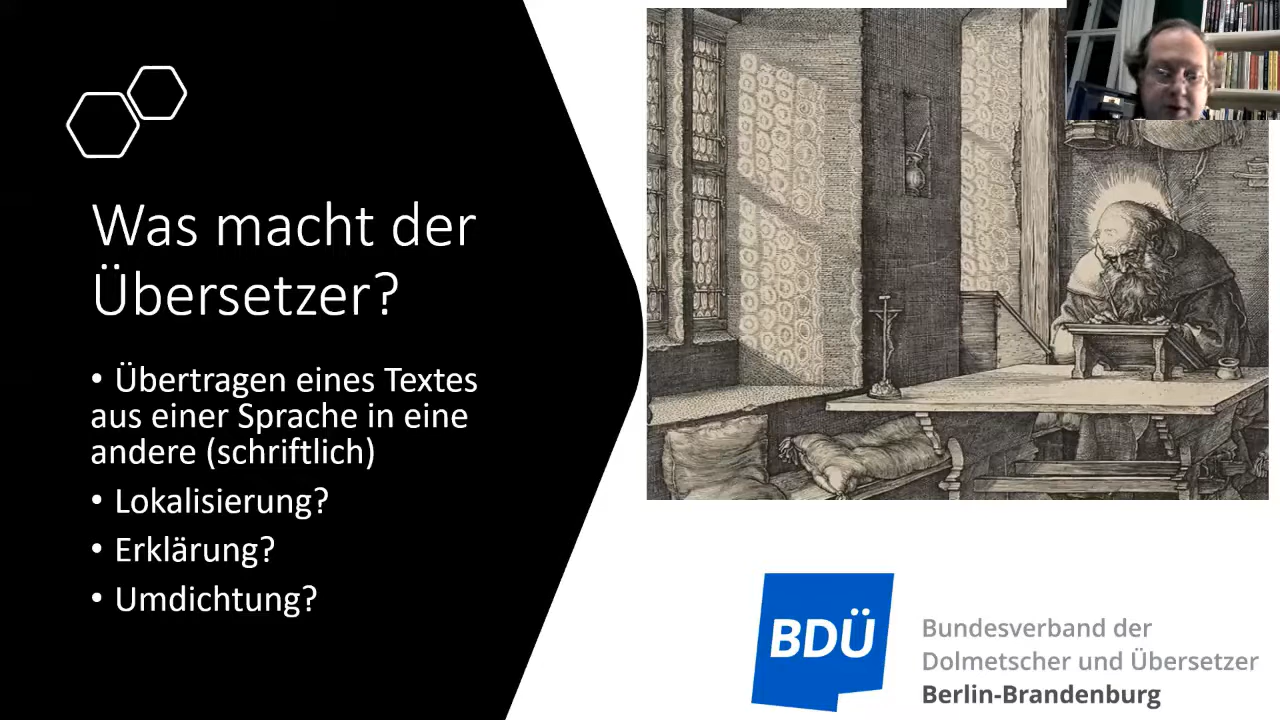 Was macht der
Übersetzer?
• Übertragen eines Textes
aus einer Sprache in eine
andere (schriftlich)
• Lokalisierung?
• Erklärung?
• Umdichtung?
BDÜ
Bundesverband der
Dolmetscher und Übersetzer
Berlin-Brandenburg